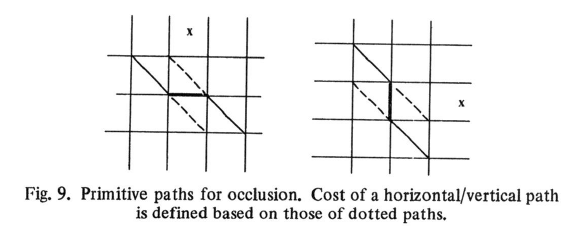 x
x
Fig. 9. Primitive paths for occlusion. Cost of a horizontal/vertical path
is defined based on those of dotted paths.